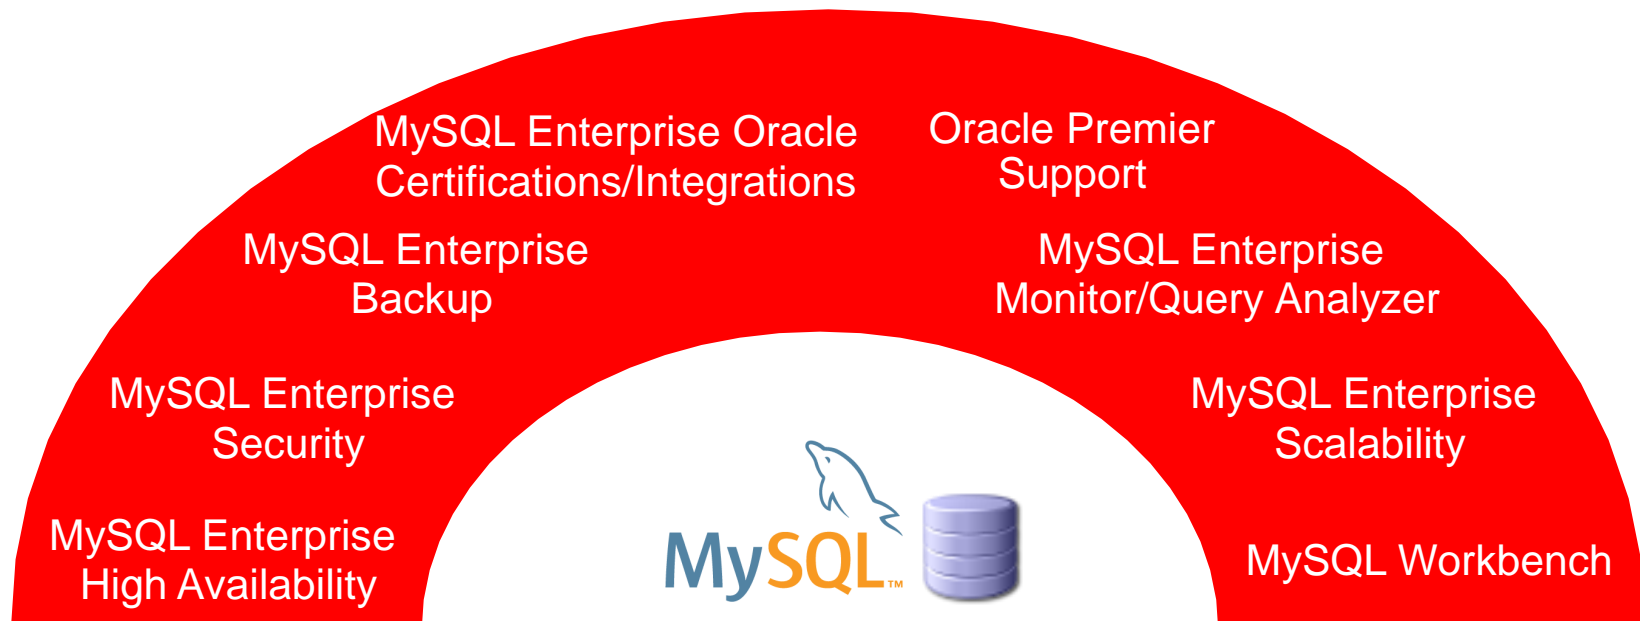 MySQL Enterprise Oracle
Certifications/Integrations
Oracle Premier
Support
MySQL Enterprise
Backup
MySQL Enterprise
Monitor/Query Analyzer
MySQL Enterprise
Security
MySQL Enterprise
Scalability
MySQL Enterprise
High Availability
MySQL™
MySQL Workbench